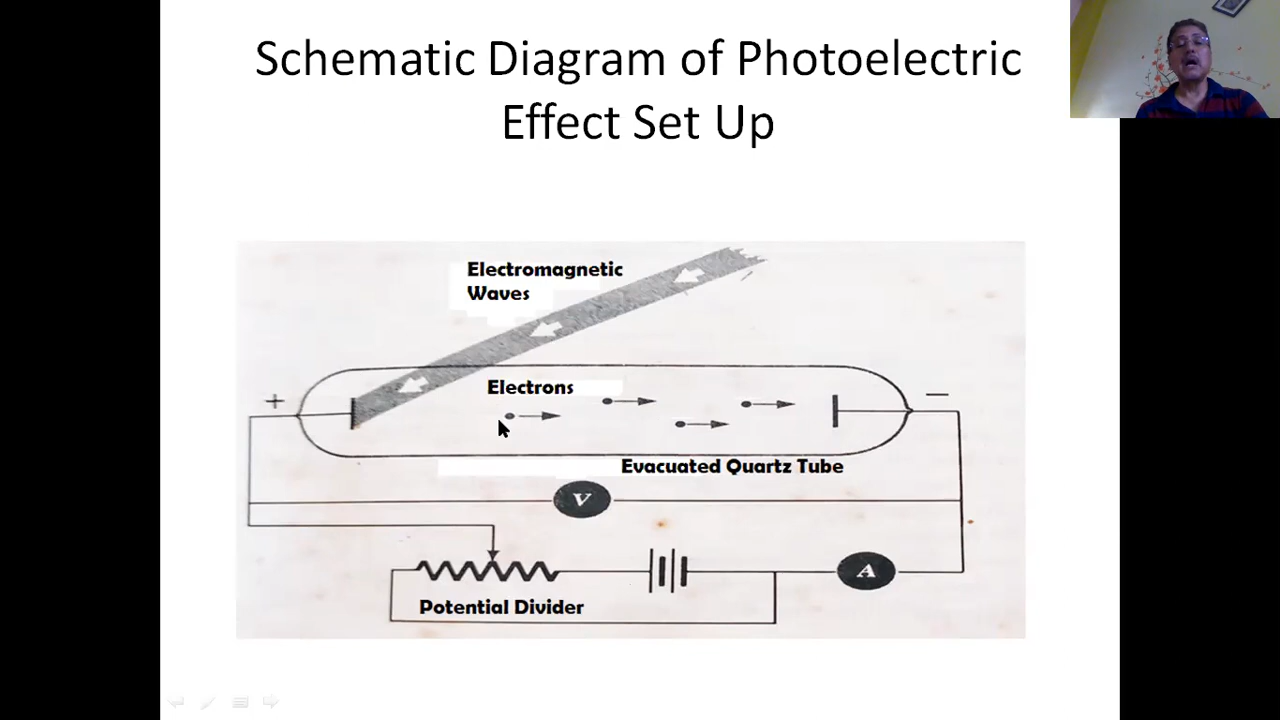 Schematic Diagram of Photoelectric
Effect Set Up
Electromagnetic
Waves
+
Electrons
−
Evacuated Quartz Tube
V
A
Potential Divider